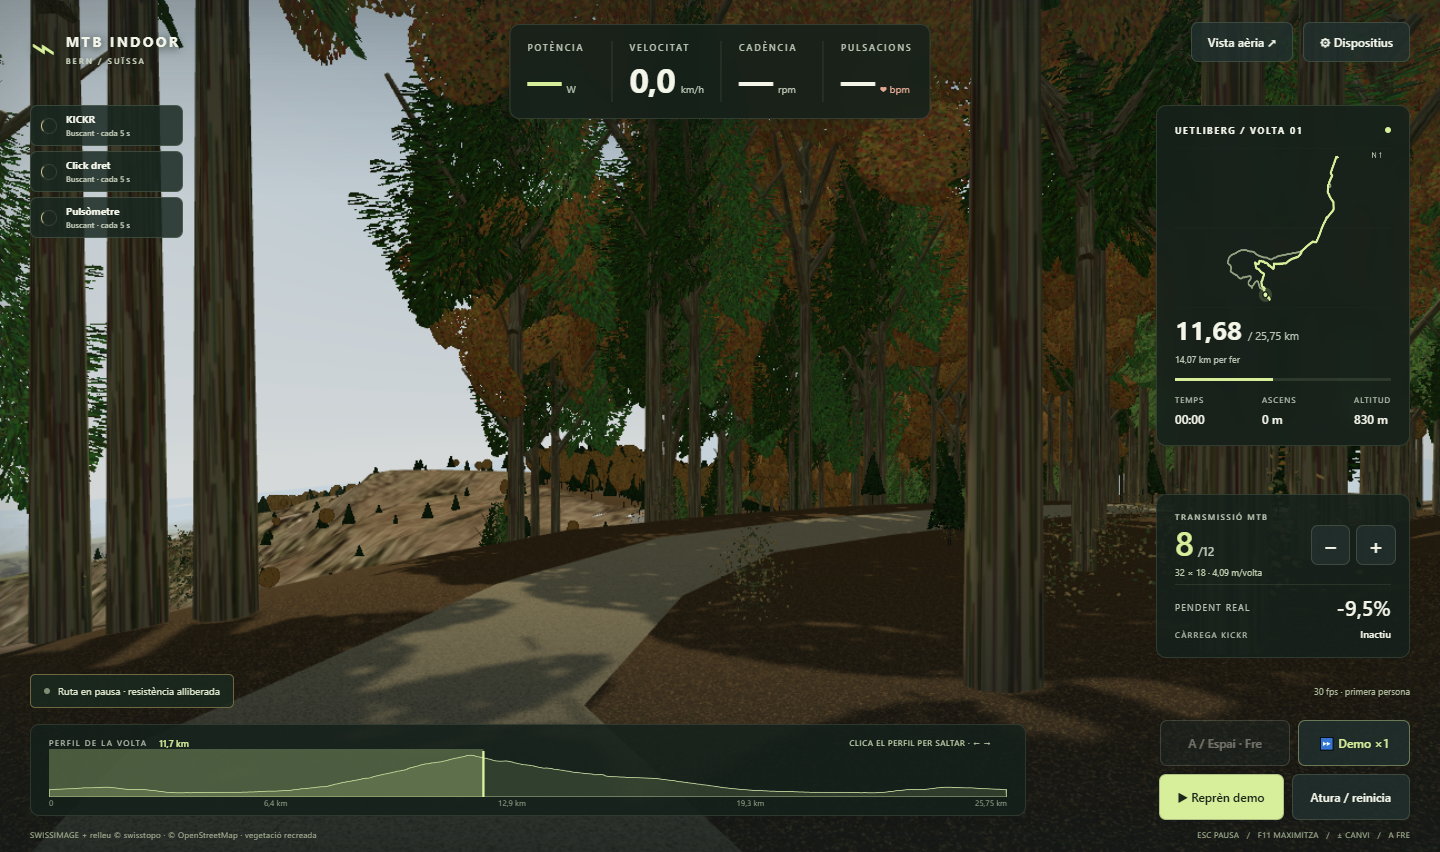 MTB INDOOR
BERN / SUÏSSA
KICKR
Buscant · cada 5 s
Click dret
Buscant · cada 5 s
Pulsòmetre
Buscant · cada 5 s
POTÈNCIA VELOCITAT CADÈNCIA PULSACIONS
— W 0,0 km/h — rpm — ♥ bpm
Vista aèria ↗ ⚙ Dispositius
UETLIBERG / VOLTA 01
N ↑
11,68 / 25,75 km
14,07 km per fer
TEMPS ASCENS ALTITUD
00:00 0 m 830 m
TRANSMISSIÓ MTB
8 /12 − +
32 × 18 · 4,09 m/volta
PENDENT REAL -9,5%
CÀRREGA KICKR Inactiu
30 fps · primera persona
Ruta en pausa · resistència alliberada
PERFIL DE LA VOLTA 11,7 km CLICA EL PERFIL PER SALTAR · ← →
0 6,4 km 12,9 km 19,3 km 25,75 km
A / Espai · Fre ⏩ Demo ×1
▶ Reprèn demo Atura / reinicia
SWISSIMAGE + relleu © swisstopo · © OpenStreetMap · vegetació recreada
ESC PAUSA / F11 MAXIMITZA / ± CANVI / A FRE